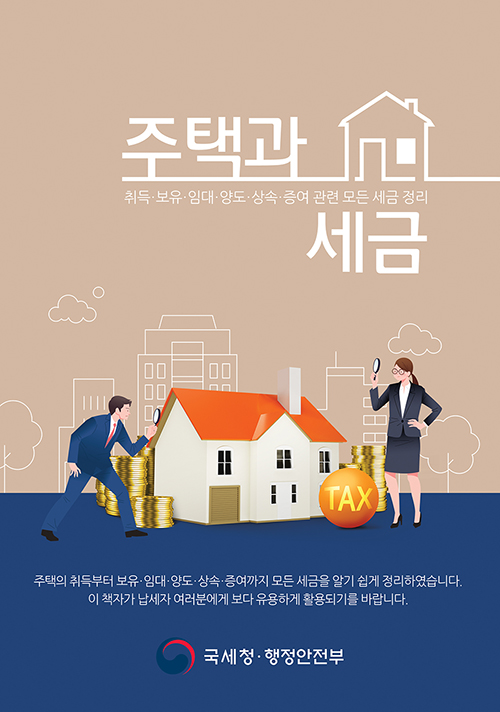 주택과
취득·보유·임대·양도·상속·증여 관련 모든 세금 정리
세금
TAX
주택의 취득부터 보유·임대·양도·상속·증여까지 모든 세금을 알기 쉽게 정리하였습니다.
이 책자가 납세자 여러분에게 보다 유용하게 활용되기를 바랍니다.
국세청·행정안전부